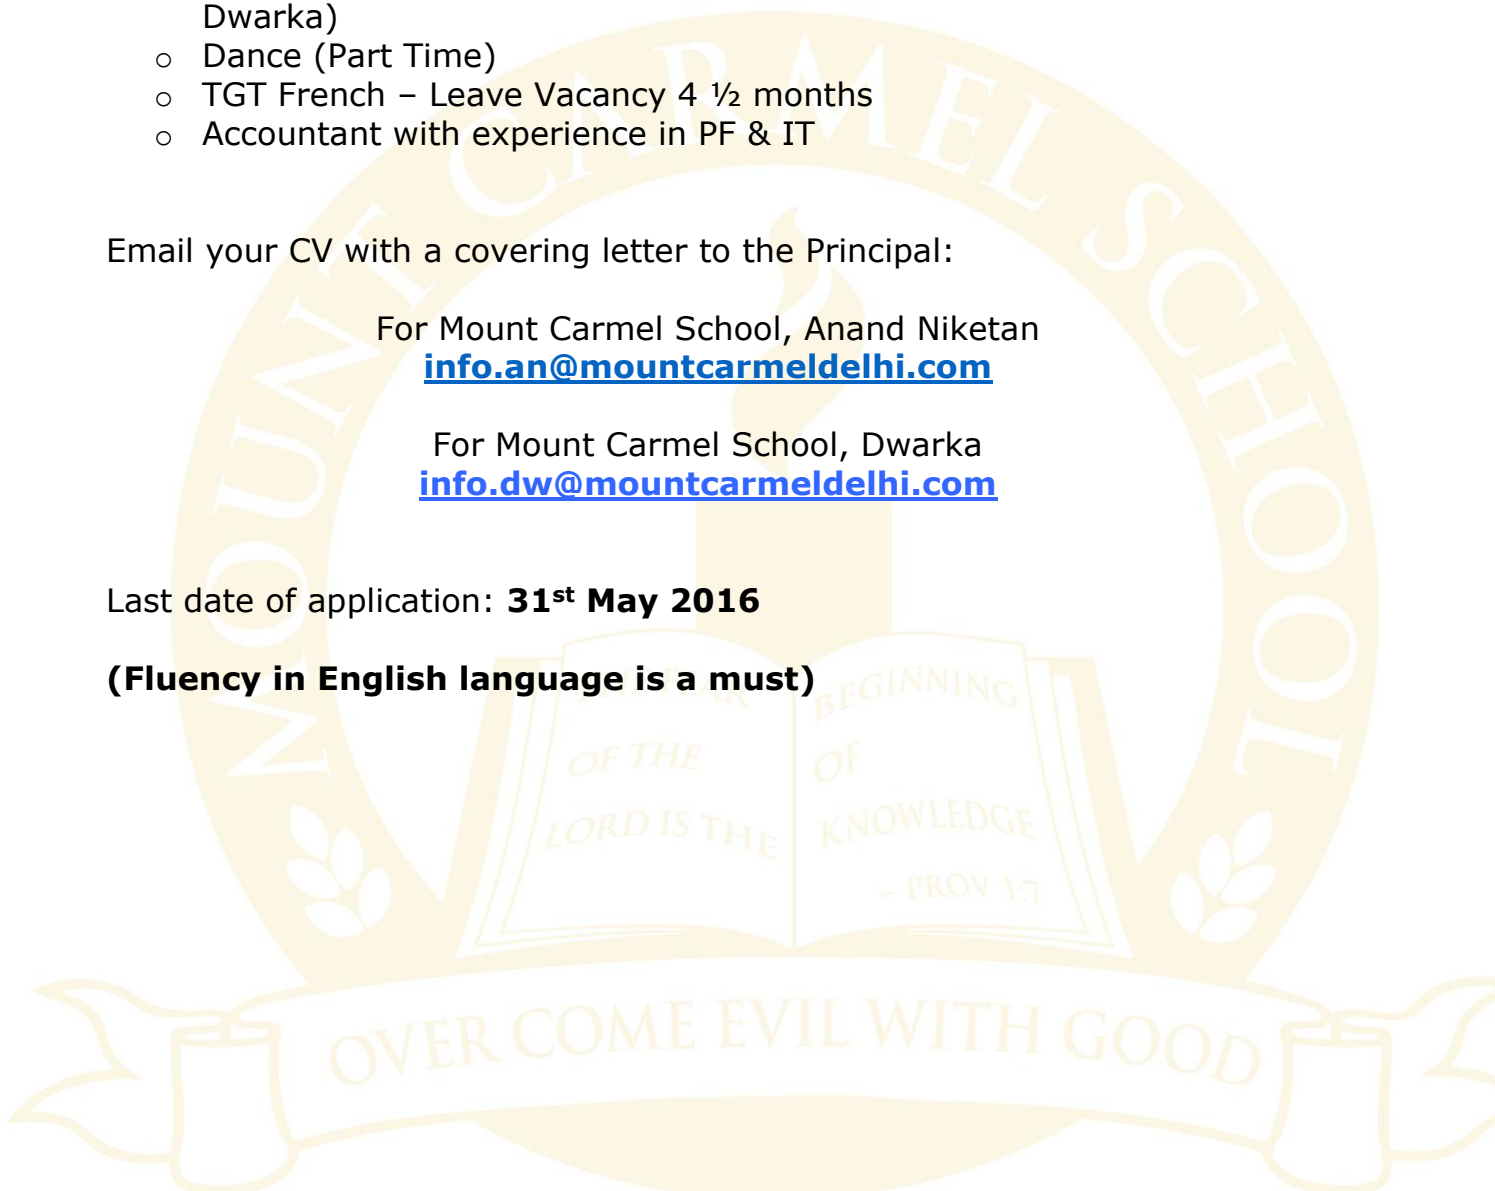 Dwarka)
o Dance (Part Time)
o TGT French – Leave Vacancy 4 ½ months
o Accountant with experience in PF & IT
Email your CV with a covering letter to the Principal:
For Mount Carmel School, Anand Niketan
info.an@mountcarmeldelhi.com
For Mount Carmel School, Dwarka
info.dw@mountcarmeldelhi.com
Last date of application: 31st May 2016
(Fluency in English language is a must)
MOUNT CARMEL SCHOOL
OF THE
LORD IS THE
BEGINNING
OF
KNOWLEDGE
- PROV 1:7
OVER COME EVIL WITH GOOD